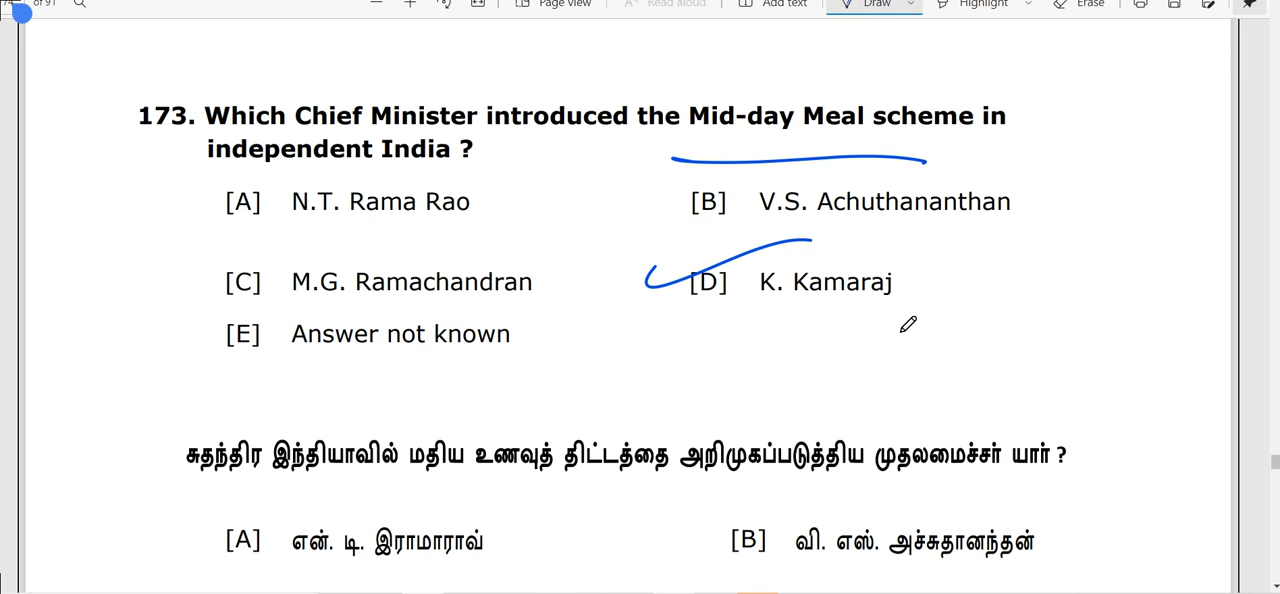 of 91 Page view Read aloud Add text Draw Highlight Erase
173. Which Chief Minister introduced the Mid-day Meal scheme in
independent India ?
[A] N.T. Rama Rao [B] V.S. Achuthananthan
[C] M.G. Ramachandran [D] K. Kamaraj
[E] Answer not known
சுதந்திர இந்தியாவில் மதிய உணவுத் திட்டத்தை அறிமுகப்படுத்திய முதலமைச்சர் யார் ?
[A] என். டி. இராமாராவ் [B] வி. எஸ். அச்சுதானந்தன்